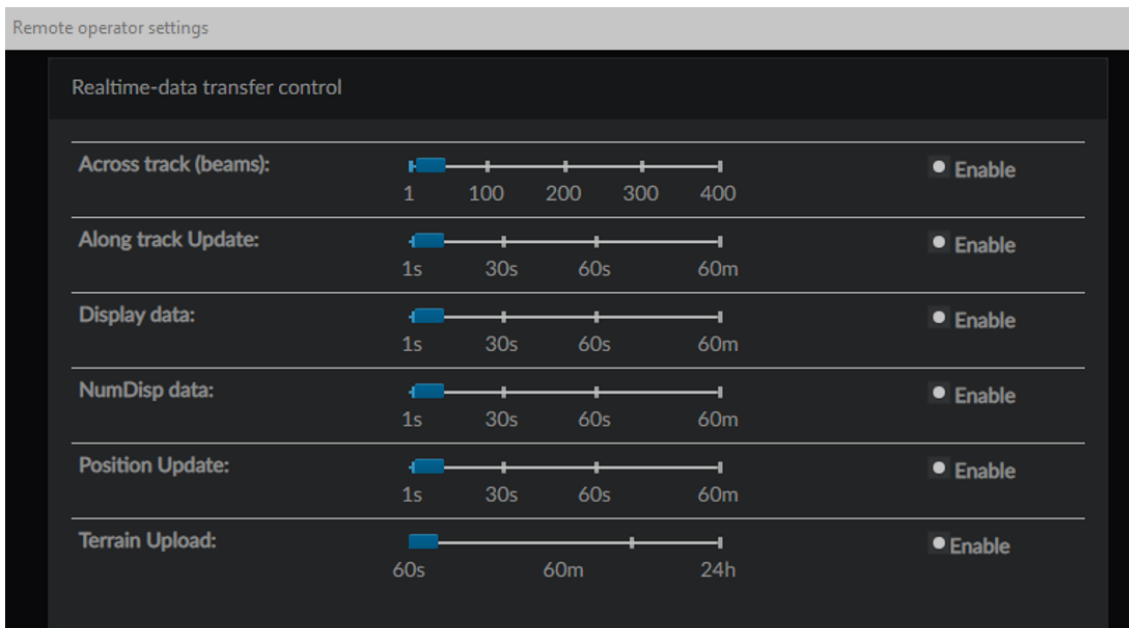 Remote operator settings
Realtime-data transfer control
Across track (beams): Enable
1 100 200 300 400
Along track Update: Enable
1s 30s 60s 60m
Display data: Enable
1s 30s 60s 60m
NumDisp data: Enable
1s 30s 60s 60m
Position Update: Enable
1s 30s 60s 60m
Terrain Upload: Enable
60s 60m 24h